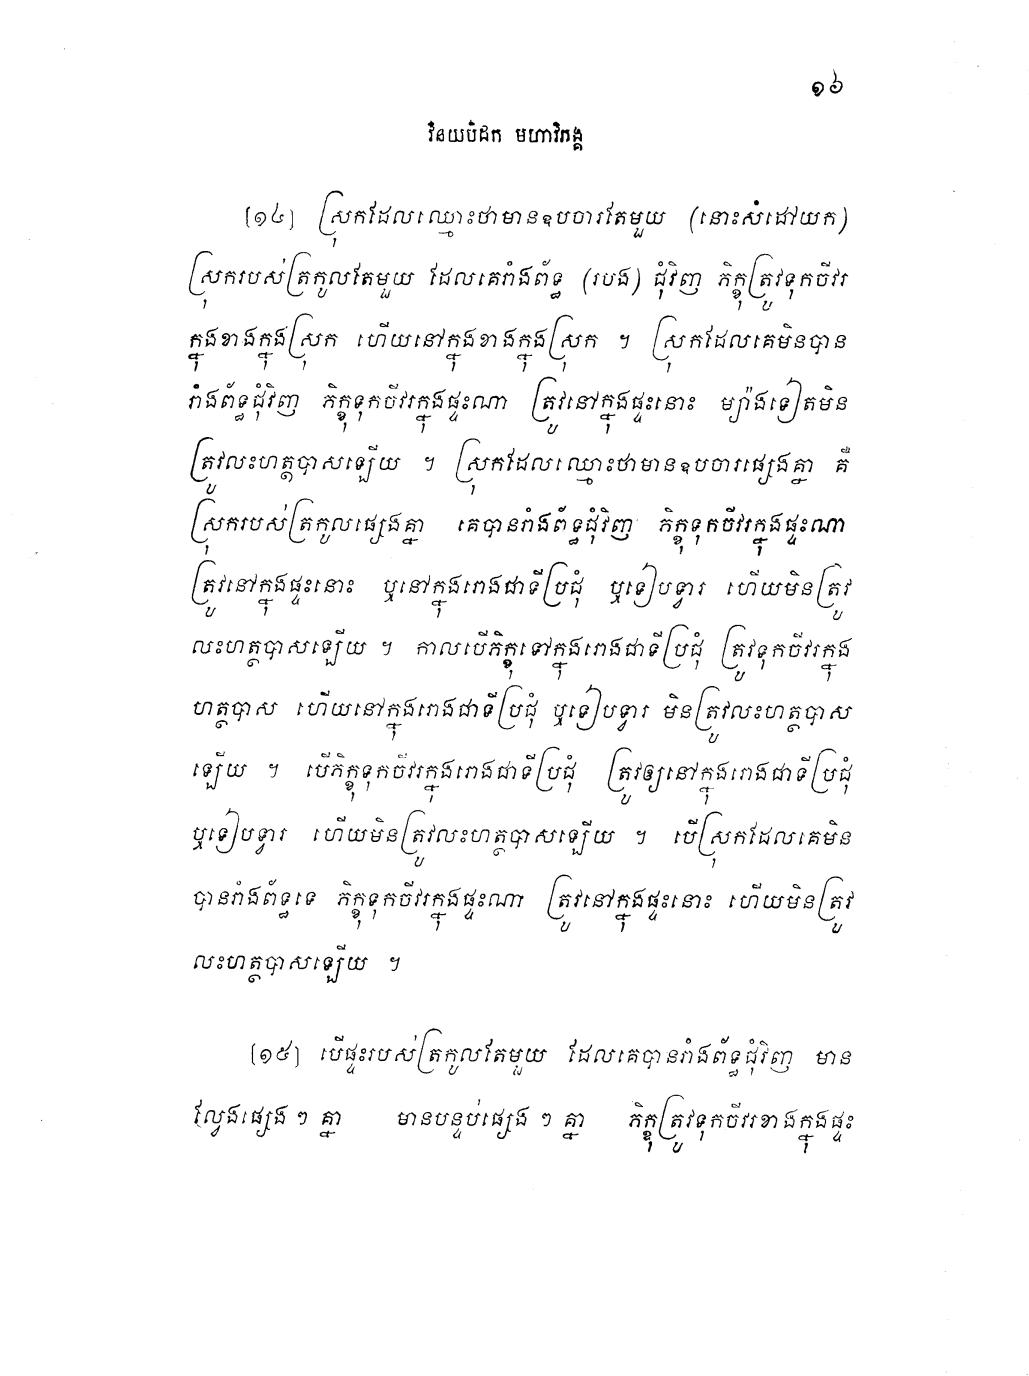 ១៦
វិនយបិដក មហាវិភង្គ
[១៤] ស្រុកដែលឈ្មោះថាមានឧបចារតែមួយ (នោះសំដៅយក)
ស្រុករបស់ត្រកូលតែមួយ ដែលគេរាំងព័ទ្ធ (របង) ជុំវិញ ភិក្ខុត្រូវទុកចីវរ
ក្នុងខាងក្នុងស្រុក ហើយនៅក្នុងខាងក្នុងស្រុក ។ ស្រុកដែលគេមិនបាន
រាំងព័ទ្ធជុំវិញ ភិក្ខុទុកចីវរក្នុងផ្ទះណា ត្រូវនៅក្នុងផ្ទះនោះ ម្យ៉ាងទៀតមិន
ត្រូវលះហត្ថបាសឡើយ ។ ស្រុកដែលឈ្មោះថាមានឧបចារផ្សេងគ្នា គឺ
ស្រុករបស់ត្រកូលផ្សេងគ្នា គេបានរាំងព័ទ្ធជុំវិញ ភិក្ខុទុកចីវរក្នុងផ្ទះណា
ត្រូវនៅក្នុងផ្ទះនោះ ឬនៅក្នុងរោងជាទីប្រជុំ ឬទៀបទ្វារ ហើយមិនត្រូវ
លះហត្ថបាសឡើយ ។ កាលបើភិក្ខុទៅក្នុងរោងជាទីប្រជុំ ត្រូវទុកចីវរក្នុង
ហត្ថបាស ហើយនៅក្នុងរោងជាទីប្រជុំ ឬទៀបទ្វារ មិនត្រូវលះហត្ថបាស
ឡើយ ។ បើភិក្ខុទុកចីវរក្នុងរោងជាទីប្រជុំ ត្រូវឲ្យនៅក្នុងរោងជាទីប្រជុំ
ឬទៀបទ្វារ ហើយមិនត្រូវលះហត្ថបាសឡើយ ។ បើស្រុកដែលគេមិន
បានរាំងព័ទ្ធទេ ភិក្ខុទុកចីវរក្នុងផ្ទះណា ត្រូវនៅក្នុងផ្ទះនោះ ហើយមិនត្រូវ
លះហត្ថបាសឡើយ ។
[១៥] បើផ្ទះរបស់ត្រកូលតែមួយ ដែលគេបានរាំងព័ទ្ធជុំវិញ មាន
ល្វែងផ្សេង ៗ គ្នា មានបន្ទប់ផ្សេង ៗ គ្នា ភិក្ខុត្រូវទុកចីវរខាងក្នុងផ្ទះ